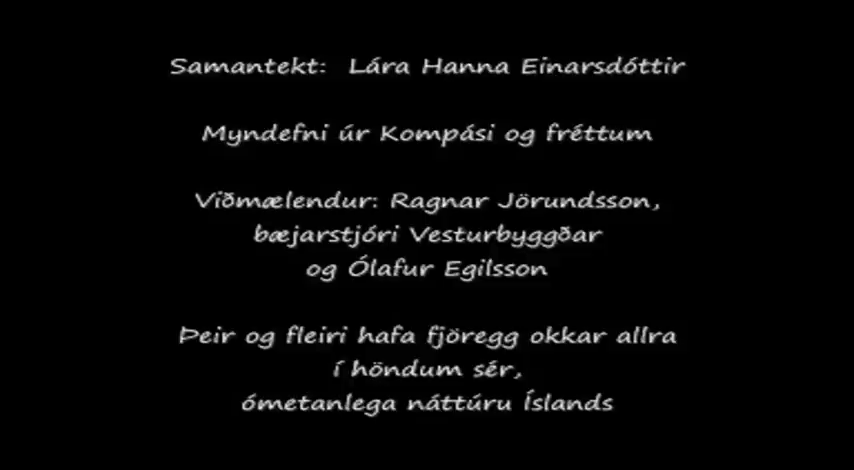 Samantekt: Lára Hanna Einarsdóttir
Myndefni úr Kompási og fréttum
Viðmælendur: Ragnar Jörundsson,
bæjarstjóri Vesturbyggðar
og Ólafur Egilsson
Þeir og fleiri hafa fjöregg okkar allra
í höndum sér,
ómetanlega náttúru Íslands